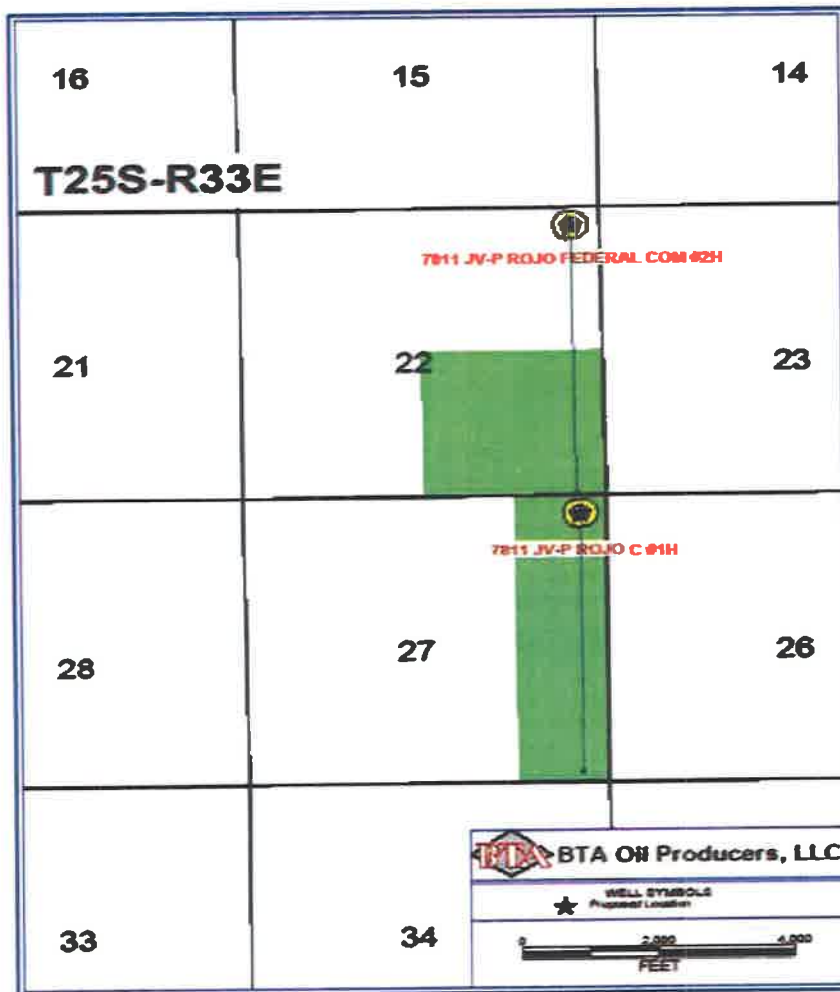 16 15 14
T25S-R33E
7811 JV-P ROJO FEDERAL COM #2H
21 22 23
7811 JV-P ROJO C #1H
28 27 26
BTA BTA Oil Producers, LLC
WELL SYMBOLS
Proposed Location
33 34
0 2,000 4,000
FEET